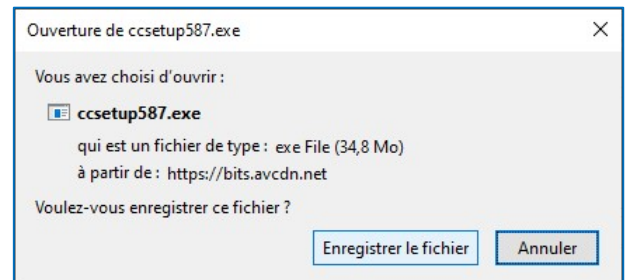 Ouverture de ccsetup587.exe
Vous avez choisi d'ouvrir :
ccsetup587.exe
qui est un fichier de type : exe File (34,8 Mo)
à partir de : https://bits.avcdn.net
Voulez-vous enregistrer ce fichier ?
Enregistrer le fichier Annuler